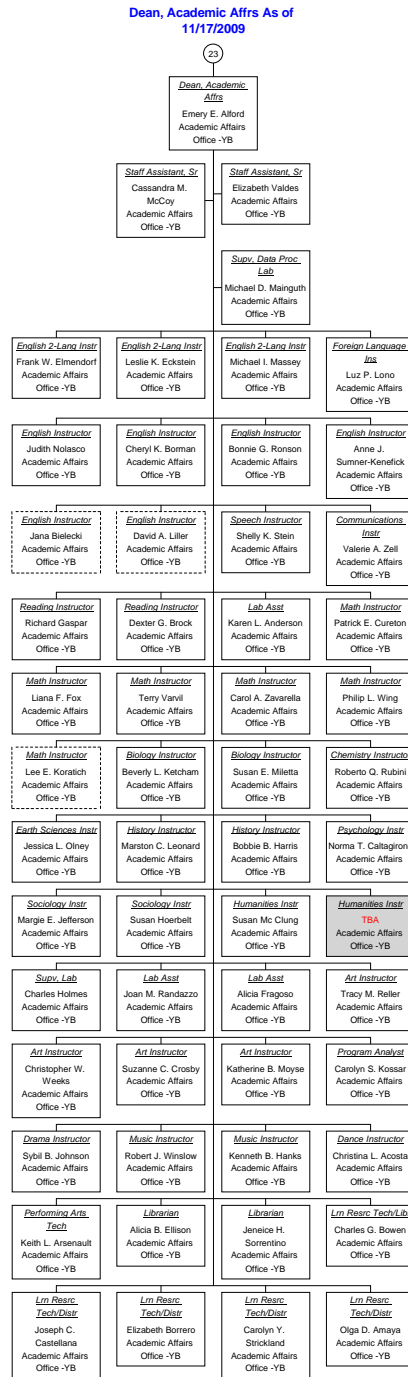 Dean, Academic Affrs As of
11/17/2009
23
Dean, Academic
Affrs
Emery E. Alford
Academic Affairs
Office -YB
Staff Assistant, Sr
Cassandra M.
McCoy
Academic Affairs
Office -YB
Staff Assistant, Sr
Elizabeth Valdes
Academic Affairs
Office -YB
Supv, Data Proc
Lab
Michael D. Mainguth
Academic Affairs
Office -YB
English 2-Lang Instr
Frank W. Elmendorf
Academic Affairs
Office -YB
English 2-Lang Instr
Leslie K. Eckstein
Academic Affairs
Office -YB
English 2-Lang Instr
Michael I. Massey
Academic Affairs
Office -YB
Foreign Language
Ins
Luz P. Lono
Academic Affairs
Office -YB
English Instructor
Judith Nolasco
Academic Affairs
Office -YB
English Instructor
Cheryl K. Borman
Academic Affairs
Office -YB
English Instructor
Bonnie G. Ronson
Academic Affairs
Office -YB
English Instructor
Anne J.
Sumner-Kenefick
Academic Affairs
Office -YB
English Instructor
Jana Bielecki
Academic Affairs
Office -YB
English Instructor
David A. Liller
Academic Affairs
Office -YB
Speech Instructor
Shelly K. Stein
Academic Affairs
Office -YB
Communications
Instr
Valerie A. Zell
Academic Affairs
Office -YB
Reading Instructor
Richard Gaspar
Academic Affairs
Office -YB
Reading Instructor
Dexter G. Brock
Academic Affairs
Office -YB
Lab Asst
Karen L. Anderson
Academic Affairs
Office -YB
Math Instructor
Patrick E. Cureton
Academic Affairs
Office -YB
Math Instructor
Liana F. Fox
Academic Affairs
Office -YB
Math Instructor
Terry Varvil
Academic Affairs
Office -YB
Math Instructor
Carol A. Zavarella
Academic Affairs
Office -YB
Math Instructor
Philip L. Wing
Academic Affairs
Office -YB
Math Instructor
Lee E. Koratich
Academic Affairs
Office -YB
Biology Instructor
Beverly L. Ketcham
Academic Affairs
Office -YB
Biology Instructor
Susan E. Miletta
Academic Affairs
Office -YB
Chemistry Instructor
Roberto Q. Rubini
Academic Affairs
Office -YB
Earth Sciences Instr
Jessica L. Olney
Academic Affairs
Office -YB
History Instructor
Marston C. Leonard
Academic Affairs
Office -YB
History Instructor
Bobbie B. Harris
Academic Affairs
Office -YB
Psychology Instr
Norma T. Caltagiron
Academic Affairs
Office -YB
Sociology Instr
Margie E. Jefferson
Academic Affairs
Office -YB
Sociology Instr
Susan Hoerbelt
Academic Affairs
Office -YB
Humanities Instr
Susan Mc Clung
Academic Affairs
Office -YB
Humanities Instr
TBA
Academic Affairs
Office -YB
Supv, Lab
Charles Holmes
Academic Affairs
Office -YB
Lab Asst
Joan M. Randazzo
Academic Affairs
Office -YB
Lab Asst
Alicia Fragoso
Academic Affairs
Office -YB
Art Instructor
Tracy M. Reller
Academic Affairs
Office -YB
Art Instructor
Christopher W.
Weeks
Academic Affairs
Office -YB
Art Instructor
Suzanne C. Crosby
Academic Affairs
Office -YB
Art Instructor
Katherine B. Moyse
Academic Affairs
Office -YB
Program Analyst
Carolyn S. Kossar
Academic Affairs
Office -YB
Drama Instructor
Sybil B. Johnson
Academic Affairs
Office -YB
Music Instructor
Robert J. Winslow
Academic Affairs
Office -YB
Music Instructor
Kenneth B. Hanks
Academic Affairs
Office -YB
Dance Instructor
Christina L. Acosta
Academic Affairs
Office -YB
Performing Arts
Tech
Keith L. Arsenault
Academic Affairs
Office -YB
Librarian
Alicia B. Ellison
Academic Affairs
Office -YB
Librarian
Jeneice H.
Sorrentino
Academic Affairs
Office -YB
Lrn Resrc Tech/Lib
Charles G. Bowen
Academic Affairs
Office -YB
Lrn Resrc
Tech/Distr
Joseph C.
Castellana
Academic Affairs
Office -YB
Lrn Resrc
Tech/Distr
Elizabeth Borrero
Academic Affairs
Office -YB
Lrn Resrc
Tech/Distr
Carolyn Y.
Strickland
Academic Affairs
Office -YB
Lrn Resrc
Tech/Distr
Olga D. Amaya
Academic Affairs
Office -YB